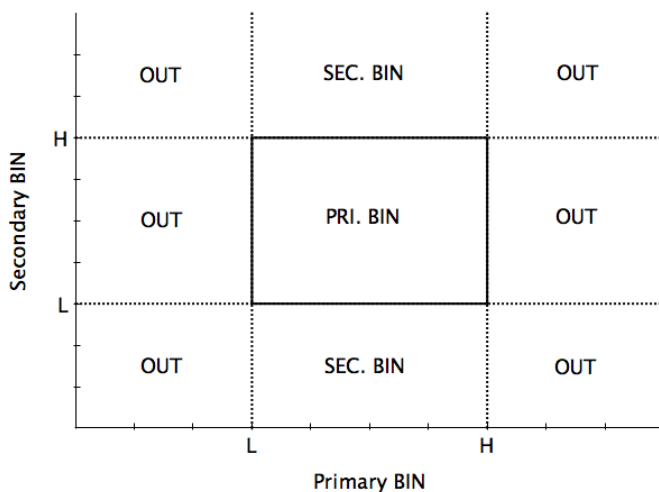 OUT SEC. BIN OUT
H
OUT PRI. BIN OUT
Secondary BIN
L
OUT SEC. BIN OUT
L H
Primary BIN